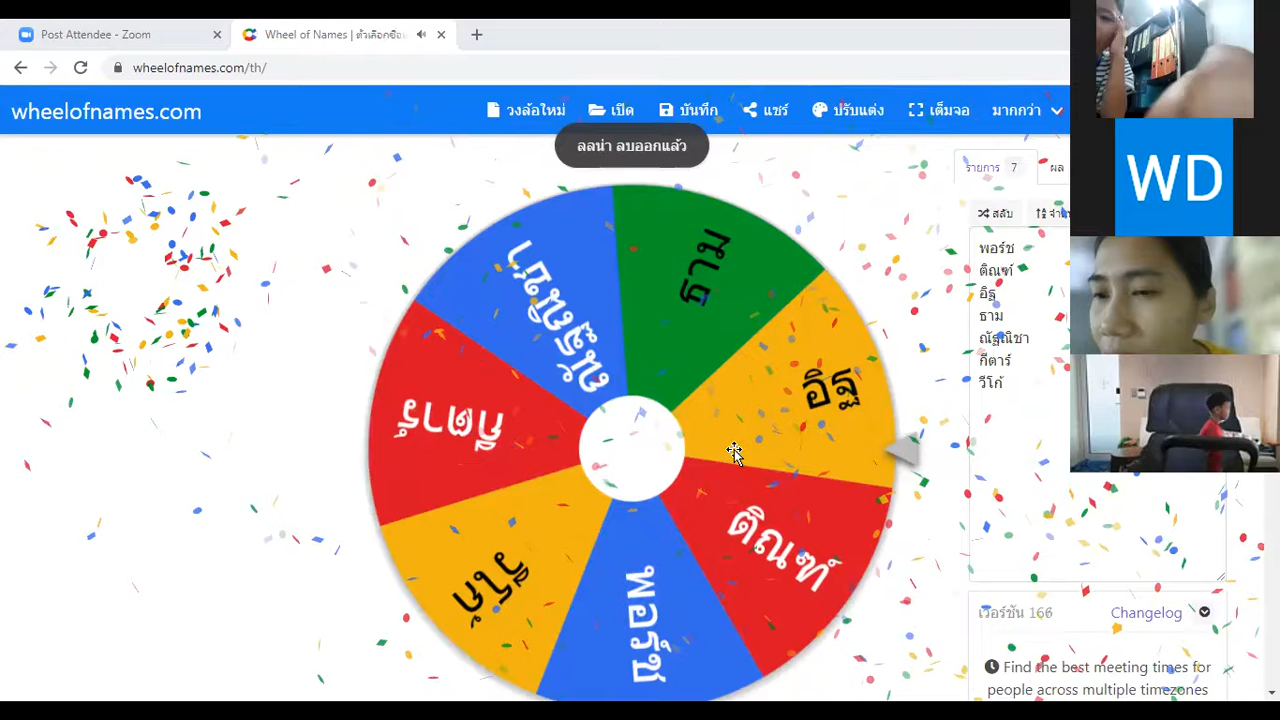 Post Attendee - Zoom
Wheel of Names | ตัวเลือกชื่อแ
wheelofnames.com/th/
wheelofnames.com
วงล้อใหม่
เปิด
บันทึก
แชร์
ปรับแต่ง
เต็มจอ
มากกว่า
ลลน่า ลบออกแล้ว
รายการ 7
ผล
สลับ
พอร์ช
ติณฑ์
อิฐ
ธาม
ณัฐณิชา
กีตาร์
วีโก้
ธาม
อิฐ
ติณฑ์
พอร์ช
วีโก้
กีตาร์
ณัฐณิชา
WD
เวอร์ชัน 166
Changelog
Find the best meeting times for
people across multiple timezones